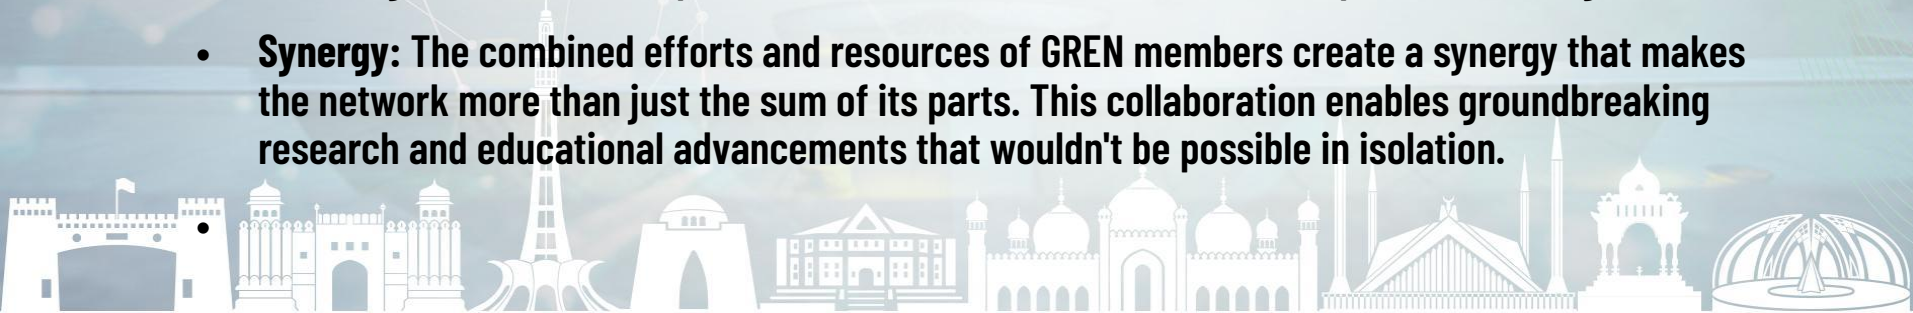 • Synergy: The combined efforts and resources of GREN members create a synergy that makes
the network more than just the sum of its parts. This collaboration enables groundbreaking
research and educational advancements that wouldn't be possible in isolation.
•